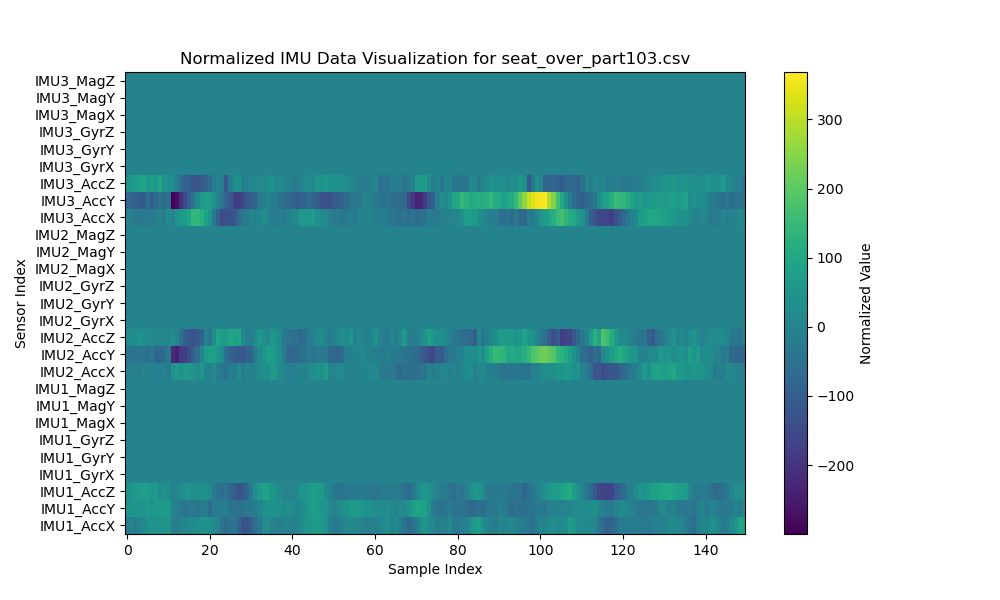 Normalized IMU Data Visualization for seat_over_part103.csv
IMU3_MagZ
IMU3_MagY
IMU3_MagX
IMU3_GyrZ
IMU3_GyrY
IMU3_GyrX
IMU3_AccZ
IMU3_AccY
IMU3_AccX
IMU2_MagZ
IMU2_MagY
IMU2_MagX
IMU2_GyrZ
IMU2_GyrY
IMU2_GyrX
IMU2_AccZ
IMU2_AccY
IMU2_AccX
IMU1_MagZ
IMU1_MagY
IMU1_MagX
IMU1_GyrZ
IMU1_GyrY
IMU1_GyrX
IMU1_AccZ
IMU1_AccY
IMU1_AccX
Sensor Index
0 20 40 60 80 100 120 140
Sample Index
300
200
100
0
−100
−200
Normalized Value